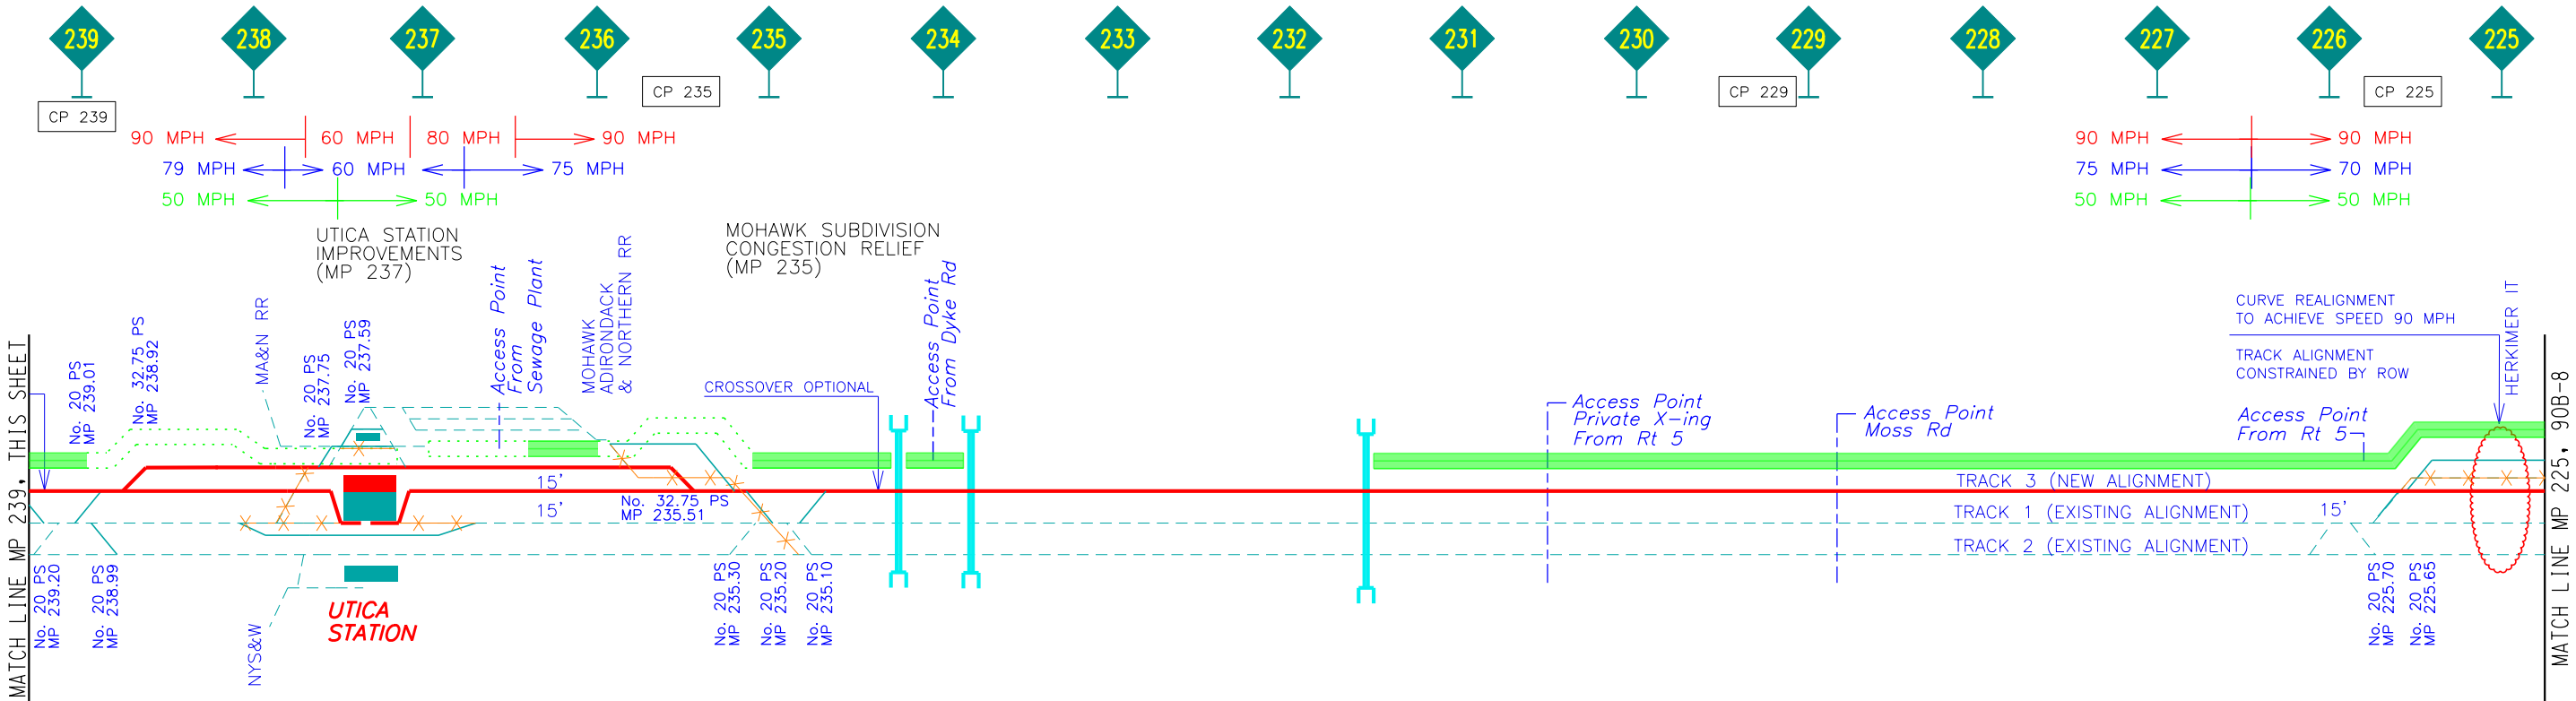 239 238 237 236 235 234 233 232 231 230 229 228 227 226 225
CP 239
CP 235
CP 229
CP 225
90 MPH 60 MPH 80 MPH 90 MPH
79 MPH 60 MPH 75 MPH
50 MPH 50 MPH
90 MPH 90 MPH
75 MPH 70 MPH
50 MPH 50 MPH
UTICA STATION
IMPROVEMENTS
(MP 237)
MOHAWK SUBDIVISION
CONGESTION RELIEF
(MP 235)
MATCH LINE MP 239, THIS SHEET
No. 20 PS
MP 239.01
No. 32.75 PS
MP 238.92
MA&N RR
No. 20 PS
MP 237.75
No. 20 PS
MP 237.59
Access Point
From
Sewage Plant
MOHAWK
ADIRONDACK
& NORTHERN RR
CROSSOVER OPTIONAL
Access Point
From Dyke Rd
Access Point
Private X-ing
From Rt 5
Access Point
Moss Rd
CURVE REALIGNMENT
TO ACHIEVE SPEED 90 MPH
TRACK ALIGNMENT
CONSTRAINED BY ROW
HERKIMER IT
Access Point
From Rt 5
15'
15'
No. 32.75 PS
MP 235.51
TRACK 3 (NEW ALIGNMENT)
TRACK 1 (EXISTING ALIGNMENT)
15'
TRACK 2 (EXISTING ALIGNMENT)
No. 20 PS
MP 239.20
No. 20 PS
MP 238.99
NYS&W
UTICA
STATION
No. 20 PS
MP 235.30
No. 20 PS
MP 235.20
No. 20 PS
MP 235.10
No. 20 PS
MP 225.70
No. 20 PS
MP 225.65
MATCH LINE MP 225, 90B-8